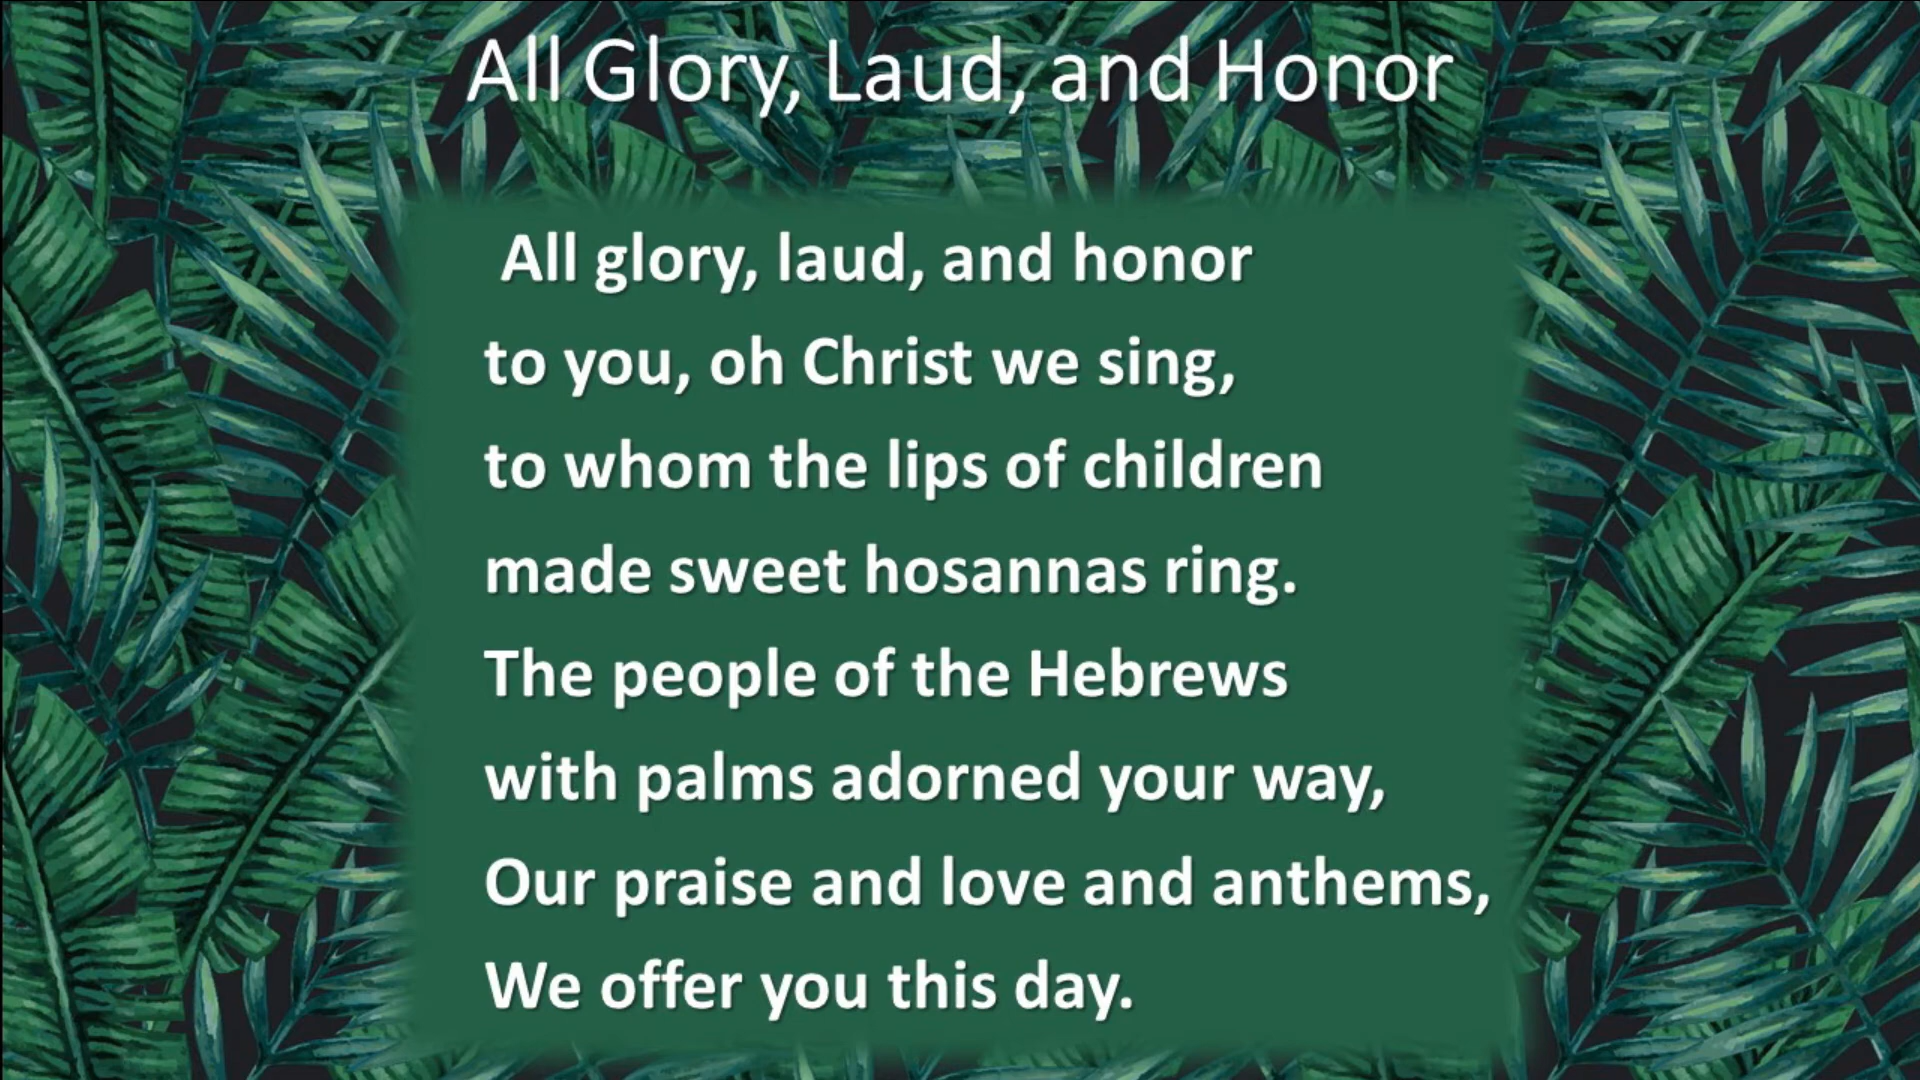 All Glory, Laud, and Honor
All glory, laud, and honor
to you, oh Christ we sing,
to whom the lips of children
made sweet hosannas ring.
The people of the Hebrews
with palms adorned your way,
Our praise and love and anthems,
We offer you this day.